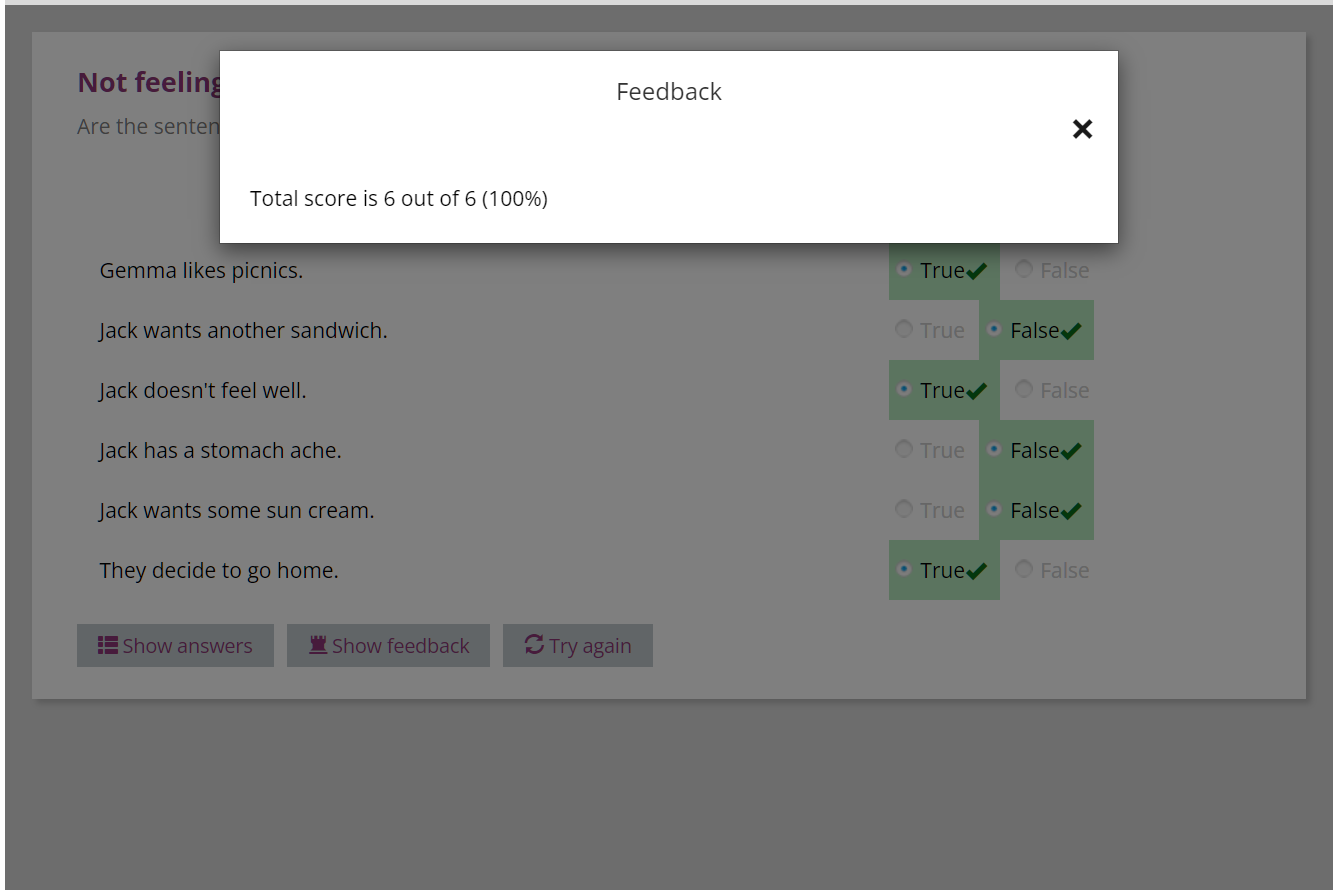 Feedback
Total score is 6 out of 6 (100%)
Not feeling
Are the senten
Gemma likes picnics. True False
Jack wants another sandwich. True False
Jack doesn't feel well. True False
Jack has a stomach ache. True False
Jack wants some sun cream. True False
They decide to go home. True False
Show answers Show feedback Try again